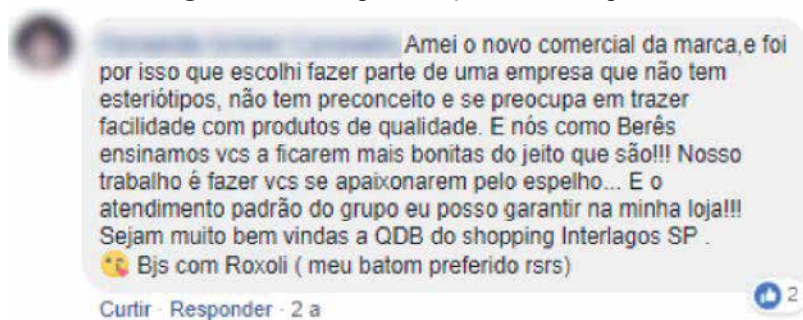 Amei o novo comercial da marca,e foi
por isso que escolhi fazer parte de uma empresa que não tem
esteriótipos, não tem preconceito e se preocupa em trazer
facilidade com produtos de qualidade. E nós como Berês
ensinamos vcs a ficarem mais bonitas do jeito que são!!! Nosso
trabalho é fazer vcs se apaixonarem pelo espelho... E o
atendimento padrão do grupo eu posso garantir na minha loja!!!
Sejam muito bem vindas a QDB do shopping Interlagos SP .
😘 Bjs com Roxoli ( meu batom preferido rsrs)
Curtir · Responder · 2 a
2